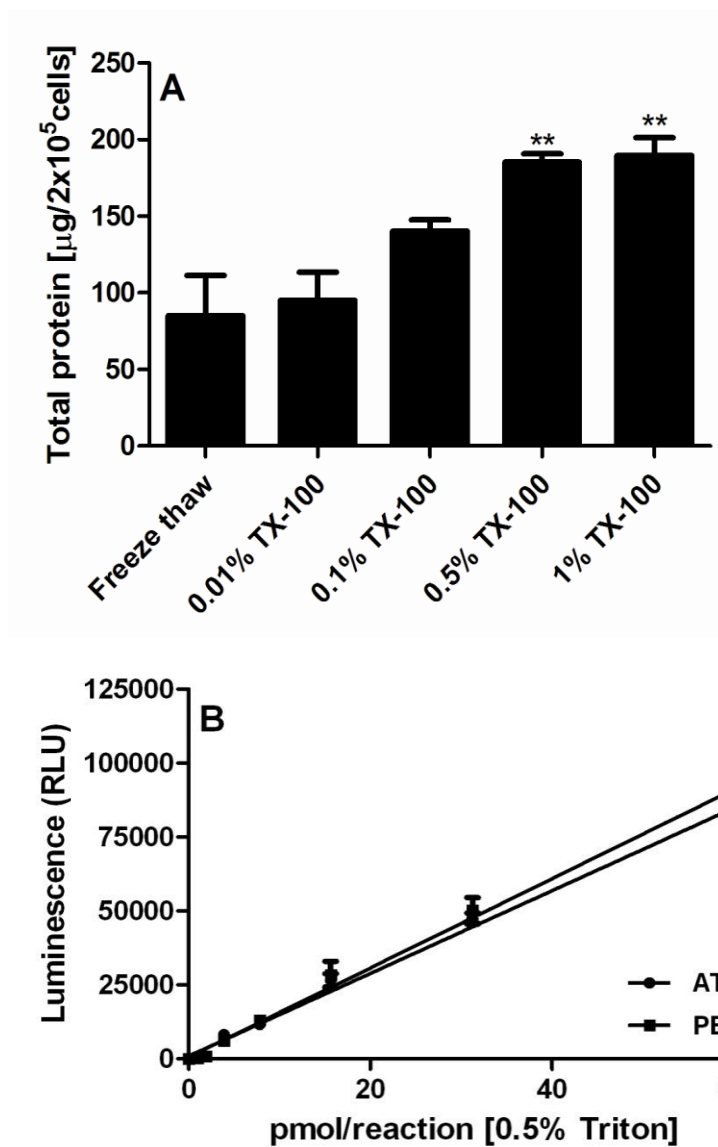 A
250
200
150
100
50
0
Total protein [µg/2x10⁵cells]
**
**
Freeze thaw
0.01% TX-100
0.1% TX-100
0.5% TX-100
1% TX-100
B
125000
100000
75000
50000
25000
0
Luminescence (RLU)
AT
PE
0
20
40
pmol/reaction [0.5% Triton]